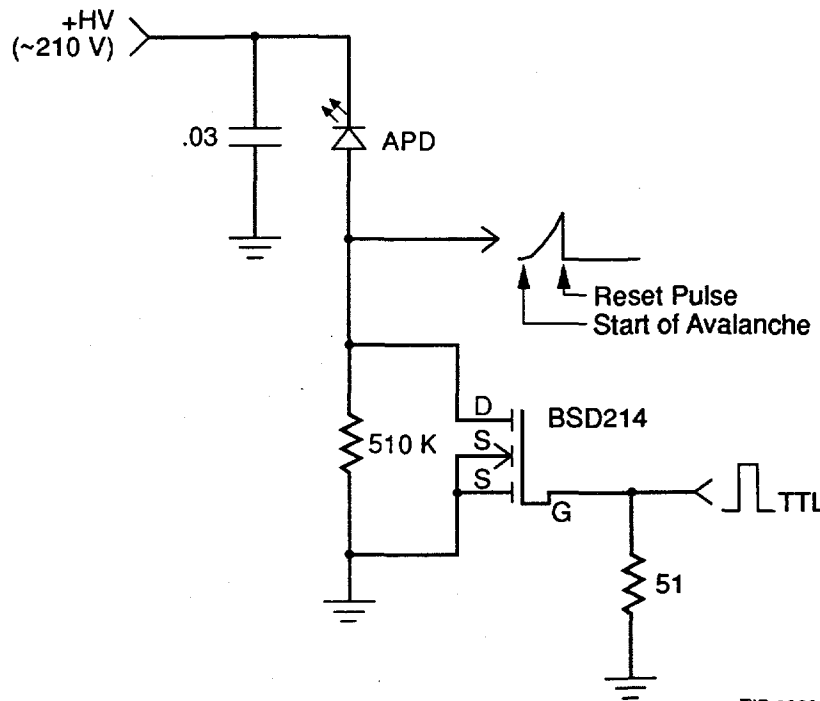 +HV
(~210 V)
.03
APD
Reset Pulse
Start of Avalanche
D
BSD214
S
510 K
S
G
TTL
51